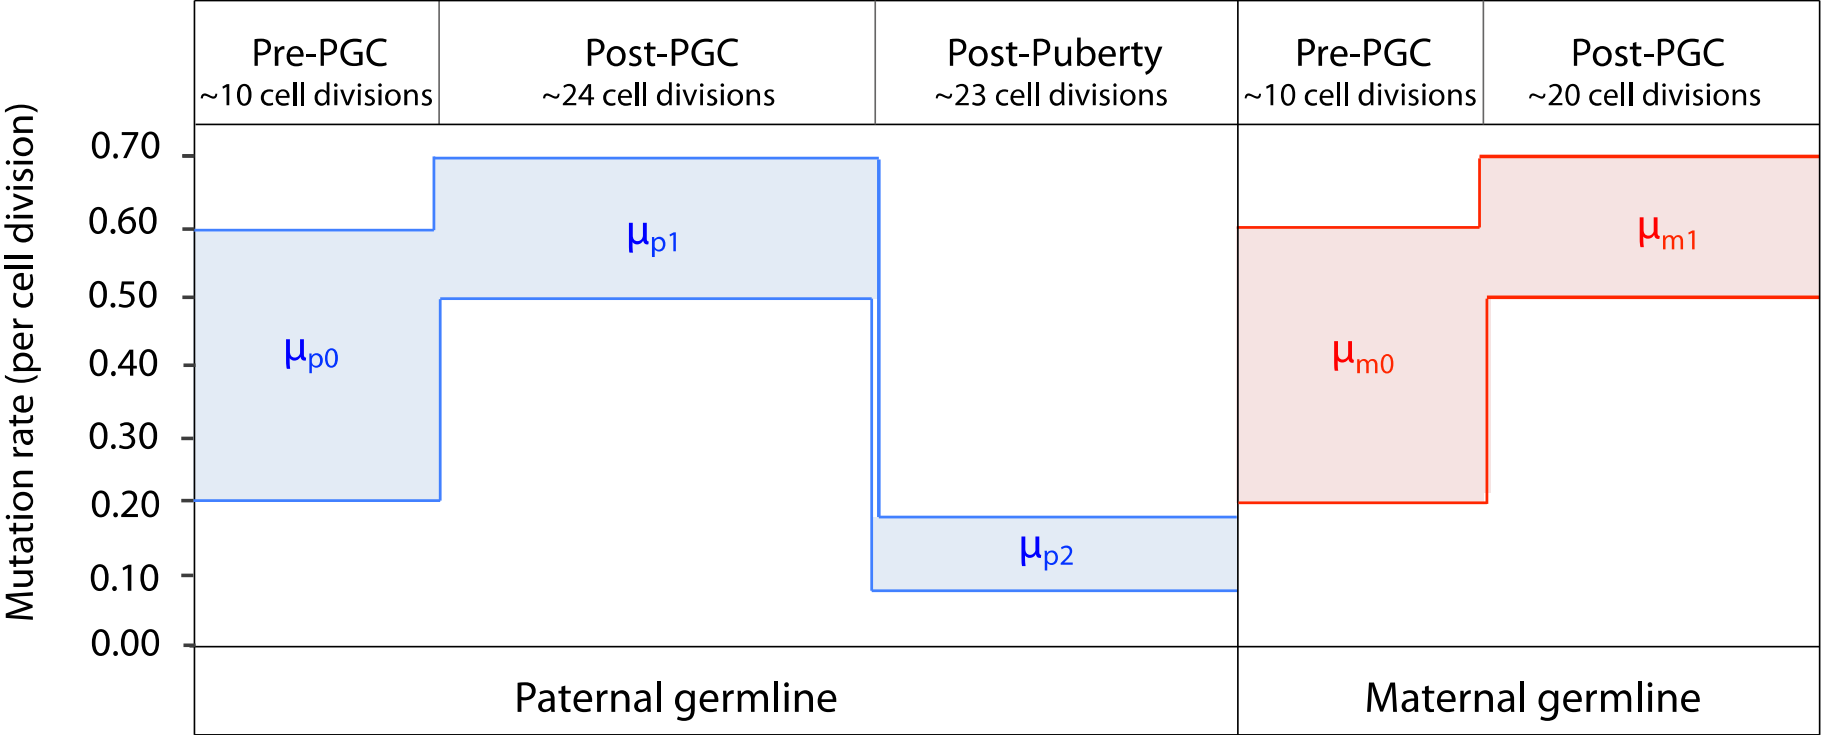 Pre-PGC
~10 cell divisions
Post-PGC
~24 cell divisions
Post-Puberty
~23 cell divisions
Pre-PGC
~10 cell divisions
Post-PGC
~20 cell divisions
Mutation rate (per cell division)
0.70
0.60
0.50
0.40
0.30
0.20
0.10
0.00
μp0
μp1
μp2
μm0
μm1
Paternal germline
Maternal germline